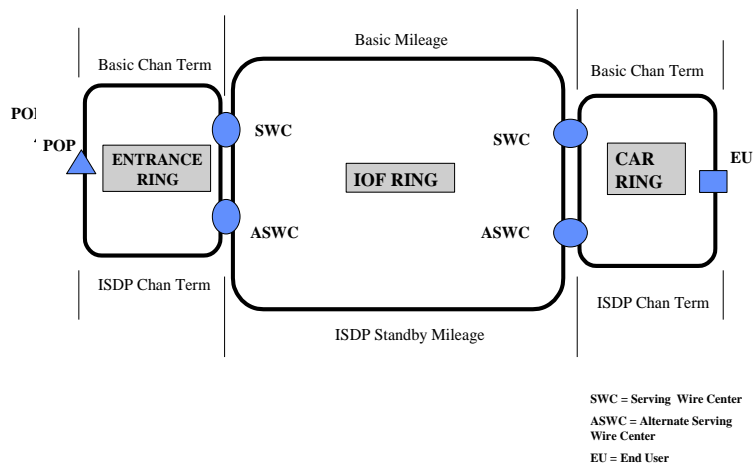 Basic Mileage
Basic Chan Term
Basic Chan Term
POP
SWC
SWC
EU
ENTRANCE
RING
IOF RING
CAR
RING
ASWC
ASWC
ISDP Chan Term
ISDP Chan Term
ISDP Standby Mileage
SWC = Serving Wire Center
ASWC = Alternate Serving
Wire Center
EU = End User